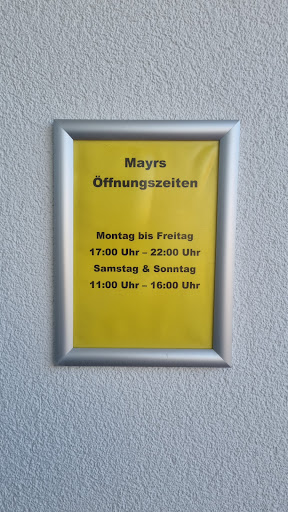 Mayrs
Öffnungszeiten
Montag bis Freitag
17:00 Uhr – 22:00 Uhr
Samstag & Sonntag
11:00 Uhr – 16:00 Uhr